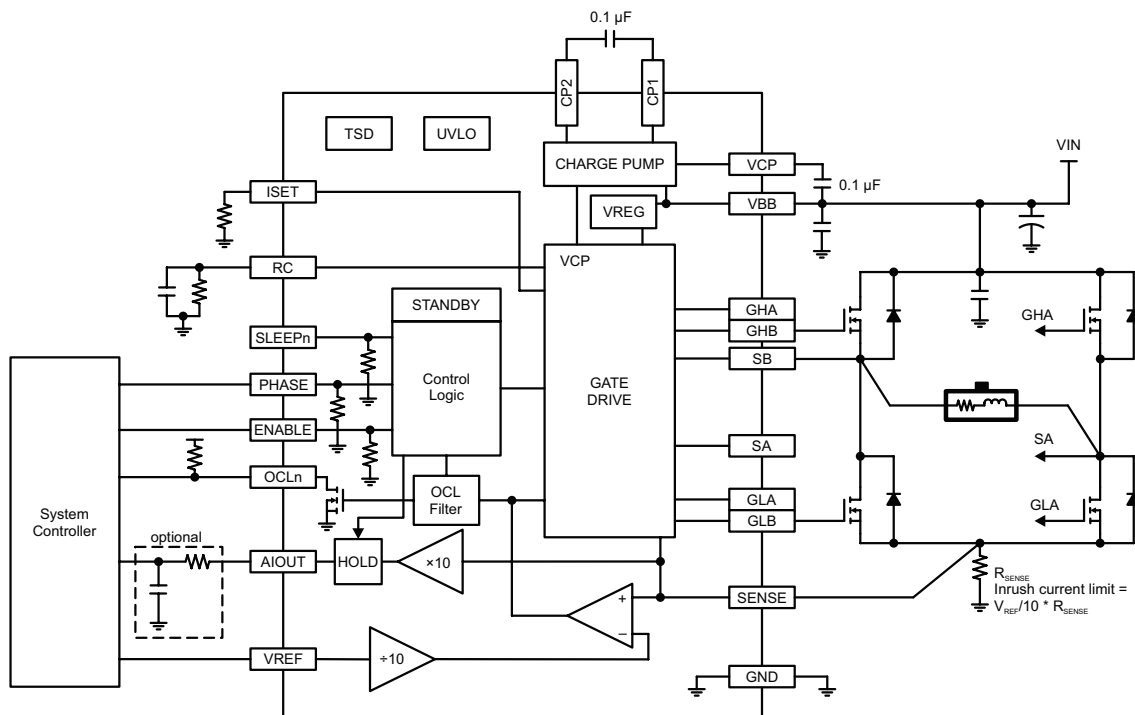 0.1 µF
CP2
CP1
TSD
UVLO
CHARGE PUMP
VCP
VIN
0.1 µF
ISET
VREG
VBB
RC
VCP
STANDBY
GHA
GHA
GHB
SLEEPn
SB
PHASE
Control
Logic
GATE
DRIVE
ENABLE
SA
SA
OCLn
OCL
Filter
GLA
GLA
GLB
System
Controller
optional
AIOUT
HOLD
×10
RSENSE
Inrush current limit =
VREF/10 * RSENSE
+
SENSE
–
VREF
÷10
GND